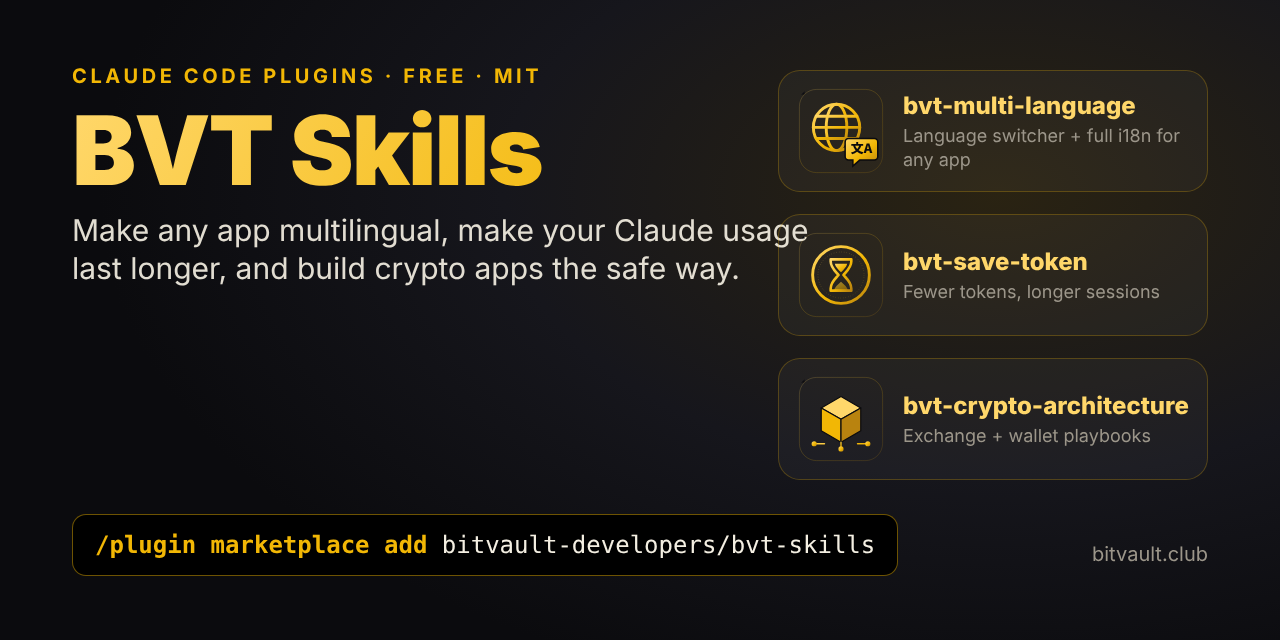 CLAUDE CODE PLUGINS · FREE · MIT
BVT Skills
Make any app multilingual, make your Claude usage
last longer, and build crypto apps the safe way.
文A
bvt-multi-language
Language switcher + full i18n for
any app
bvt-save-token
Fewer tokens, longer sessions
bvt-crypto-architecture
Exchange + wallet playbooks
/plugin marketplace add bitvault-developers/bvt-skills
bitvault.club